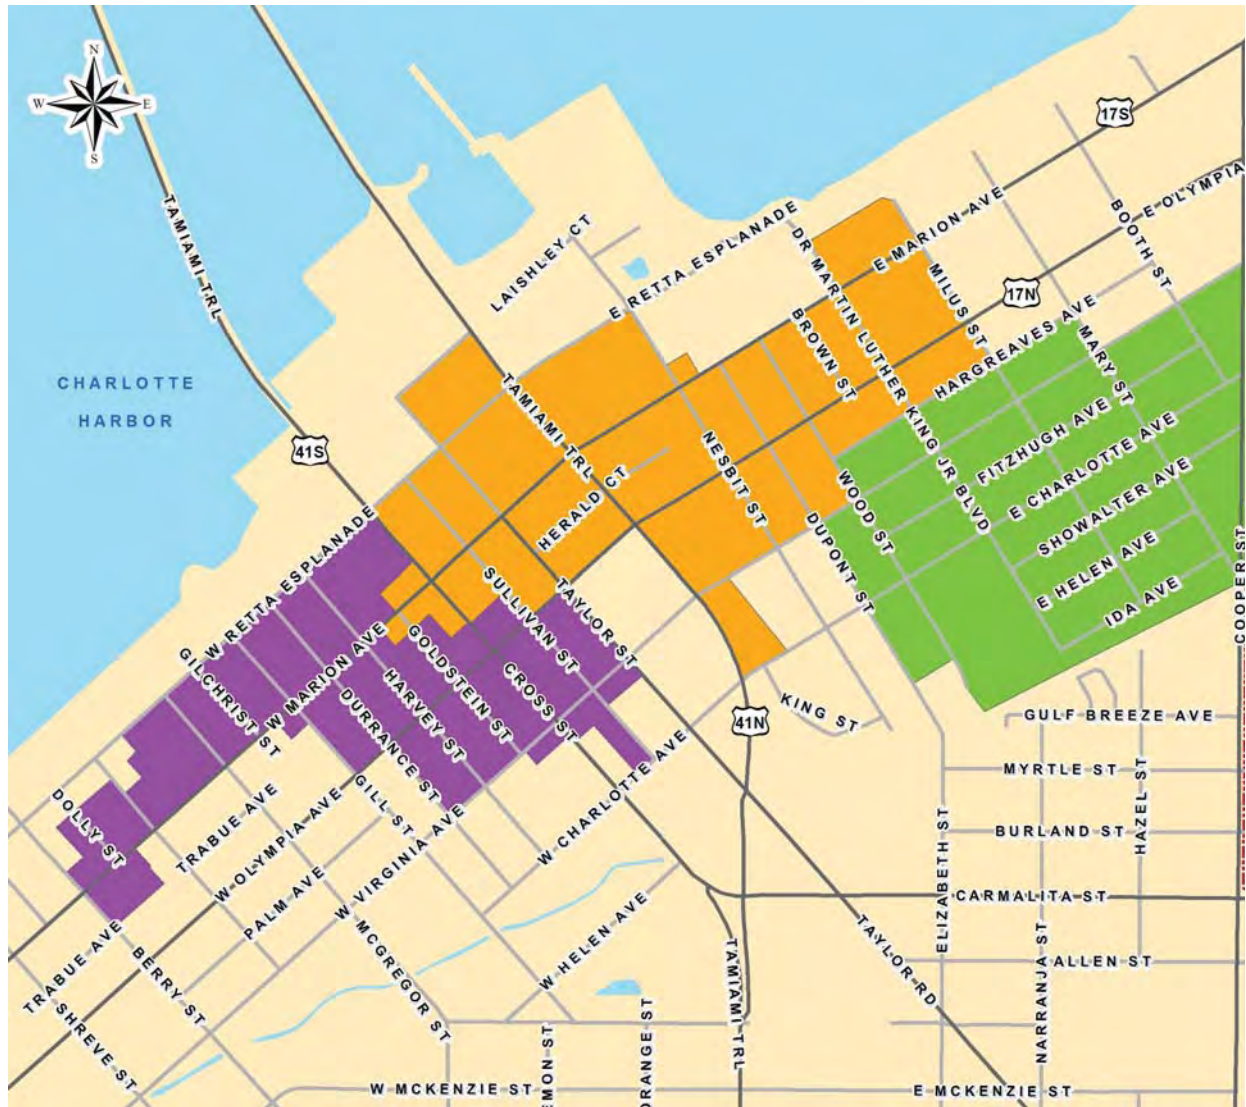 N
W
E
S
17S
TAMIAMI TRL
LAISHLEY CT
E RETTA ESPLANADE
DR MARTIN LUTHER KING JR BLVD
E MARION AVE
MILUS ST
BOOTH ST
E OLYMPIA
17N
BROWN ST
HARGREAVES AVE
MARY ST
CHARLOTTE
HARBOR
41S
TAMIAMI TRL
HERALD CT
NESBIT ST
WOOD ST
DUPONT ST
FITZHUGH AVE
E CHARLOTTE AVE
SHOWALTER AVE
E HELEN AVE
IDA AVE
COOPER ST
W RETTA ESPLANADE
SULLIVAN ST
TAYLOR ST
GILCHRIST ST
W MARION AVE
GOLDSTEIN ST
HARVEY ST
DURRANCE ST
CROSS ST
KING ST
41N
GULF BREEZE AVE
MYRTLE ST
HAZEL ST
BURLAND ST
ELIZABETH ST
CARMALITA ST
DOLLY ST
TRABUE AVE
GILL ST
W OLYMPIA AVE
PALM AVE
W VIRGINIA AVE
W CHARLOTTE AVE
W HELEN AVE
MCGREGOR ST
TRABUE AVE
BERRY ST
SHREVE ST
TAMIAMI TRL
TAYLOR RD
NARRANJA ST
ALLEN ST
EMON ST
ORANGE ST
W MCKENZIE ST
E MCKENZIE ST